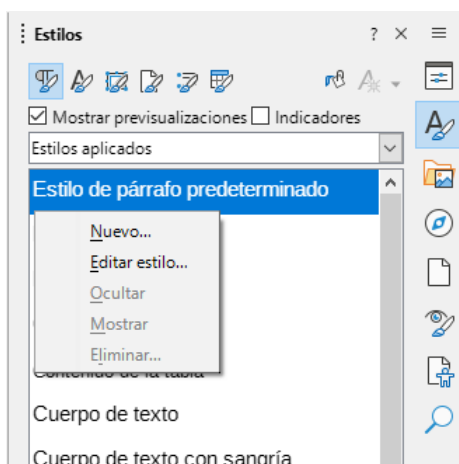 Estilos
?
Mostrar previsualizaciones Indicadores
Estilos aplicados
Estilo de párrafo predeterminado
Nuevo...
Editar estilo...
Ocultar
Mostrar
Eliminar...
Contenido de la tabla
Cuerpo de texto
Cuerpo de texto con sangría